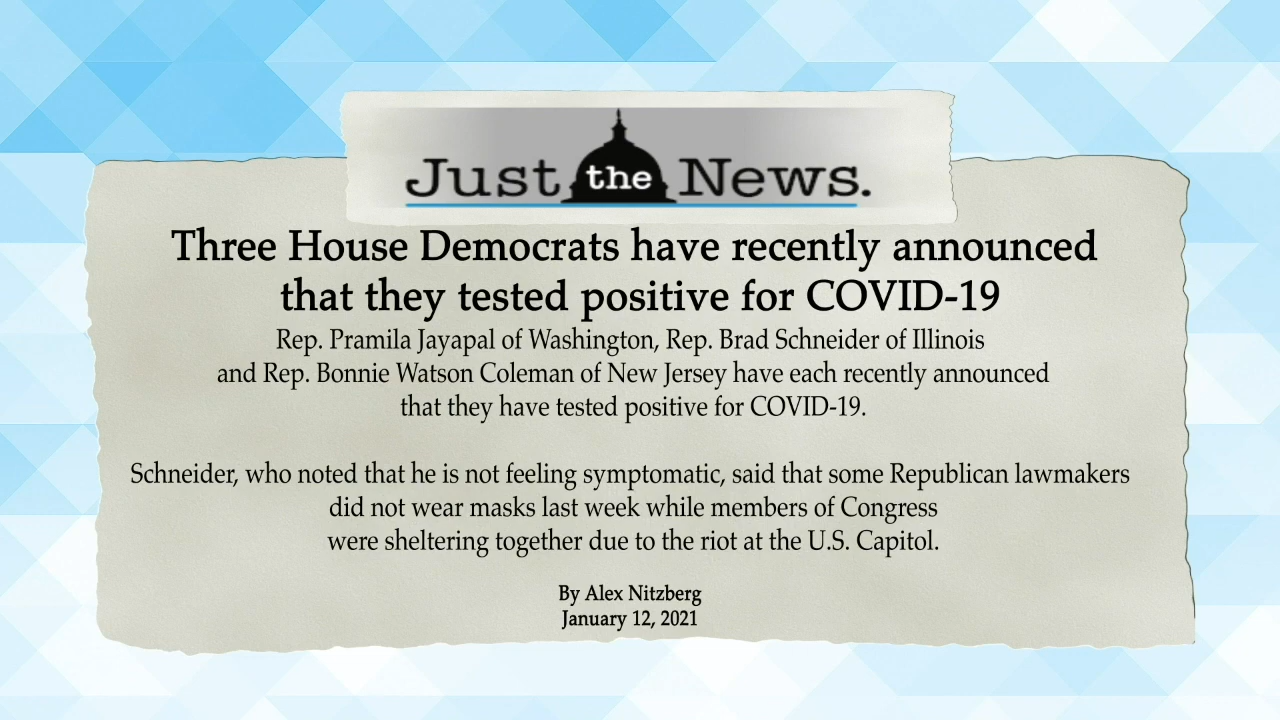 Just the News.
Three House Democrats have recently announced
that they tested positive for COVID-19
Rep. Pramila Jayapal of Washington, Rep. Brad Schneider of Illinois
and Rep. Bonnie Watson Coleman of New Jersey have each recently announced
that they have tested positive for COVID-19.
Schneider, who noted that he is not feeling symptomatic, said that some Republican lawmakers
did not wear masks last week while members of Congress
were sheltering together due to the riot at the U.S. Capitol.
By Alex Nitzberg
January 12, 2021